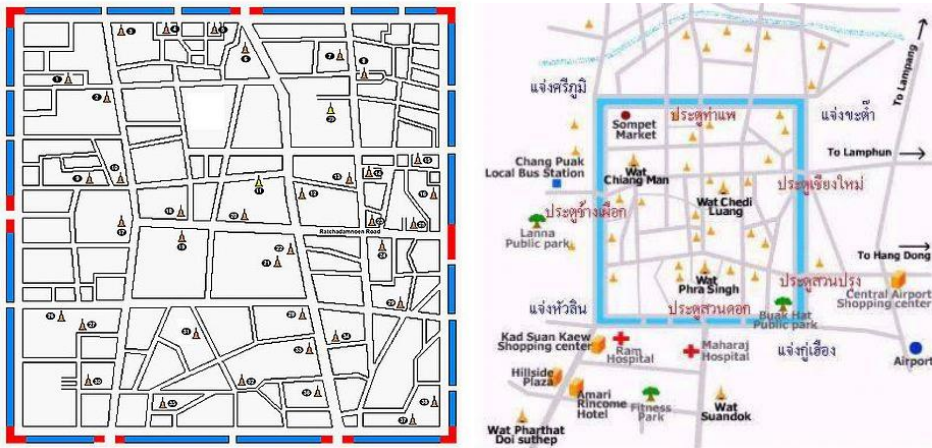 Ratchadamnoen Road
To Lampang
แจ่งศรีภูมิ
ประตูท่าแพ
แจ่งขะต๊ำ
Sompet
Market
To Lamphun
Chang Puak
Local Bus Station
Wat
Chiang Man
ประตูเชียงใหม่
Wat Chedi
Luang
ประตูช้างเผือก
Lanna
Public park
To Hang Dong
Wat
Phra Singh
ประตูสวนปรุง
Central Airport
Shopping center
แจ่งหัวลิน
ประตูสวนดอก
Buak Hat
Public park
Kad Suan Kaew
Shopping center
Ram
Hospital
Maharaj
Hospital
แจ่งกู่เฮือง
Airport
Hillside
Plaza
Amari
Rincome
Hotel
Fitness
Park
Wat
Suandok
Wat Pharthat
Doi suthep